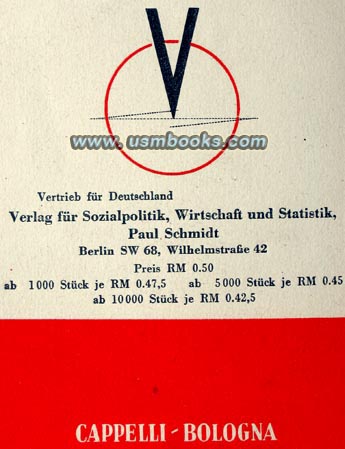 V
www.usmbooks.com
Vertrieb für Deutschland
Verlag für Sozialpolitik, Wirtschaft und Statistik,
Paul Schmidt
Berlin SW 68, Wilhelmstraße 42
Preis RM 0.50
ab 1000 Stück je RM 0.47,5 ab 5000 Stück je RM 0.45
ab 10000 Stück je RM 0.42,5
CAPPELLI - BOLOGNA